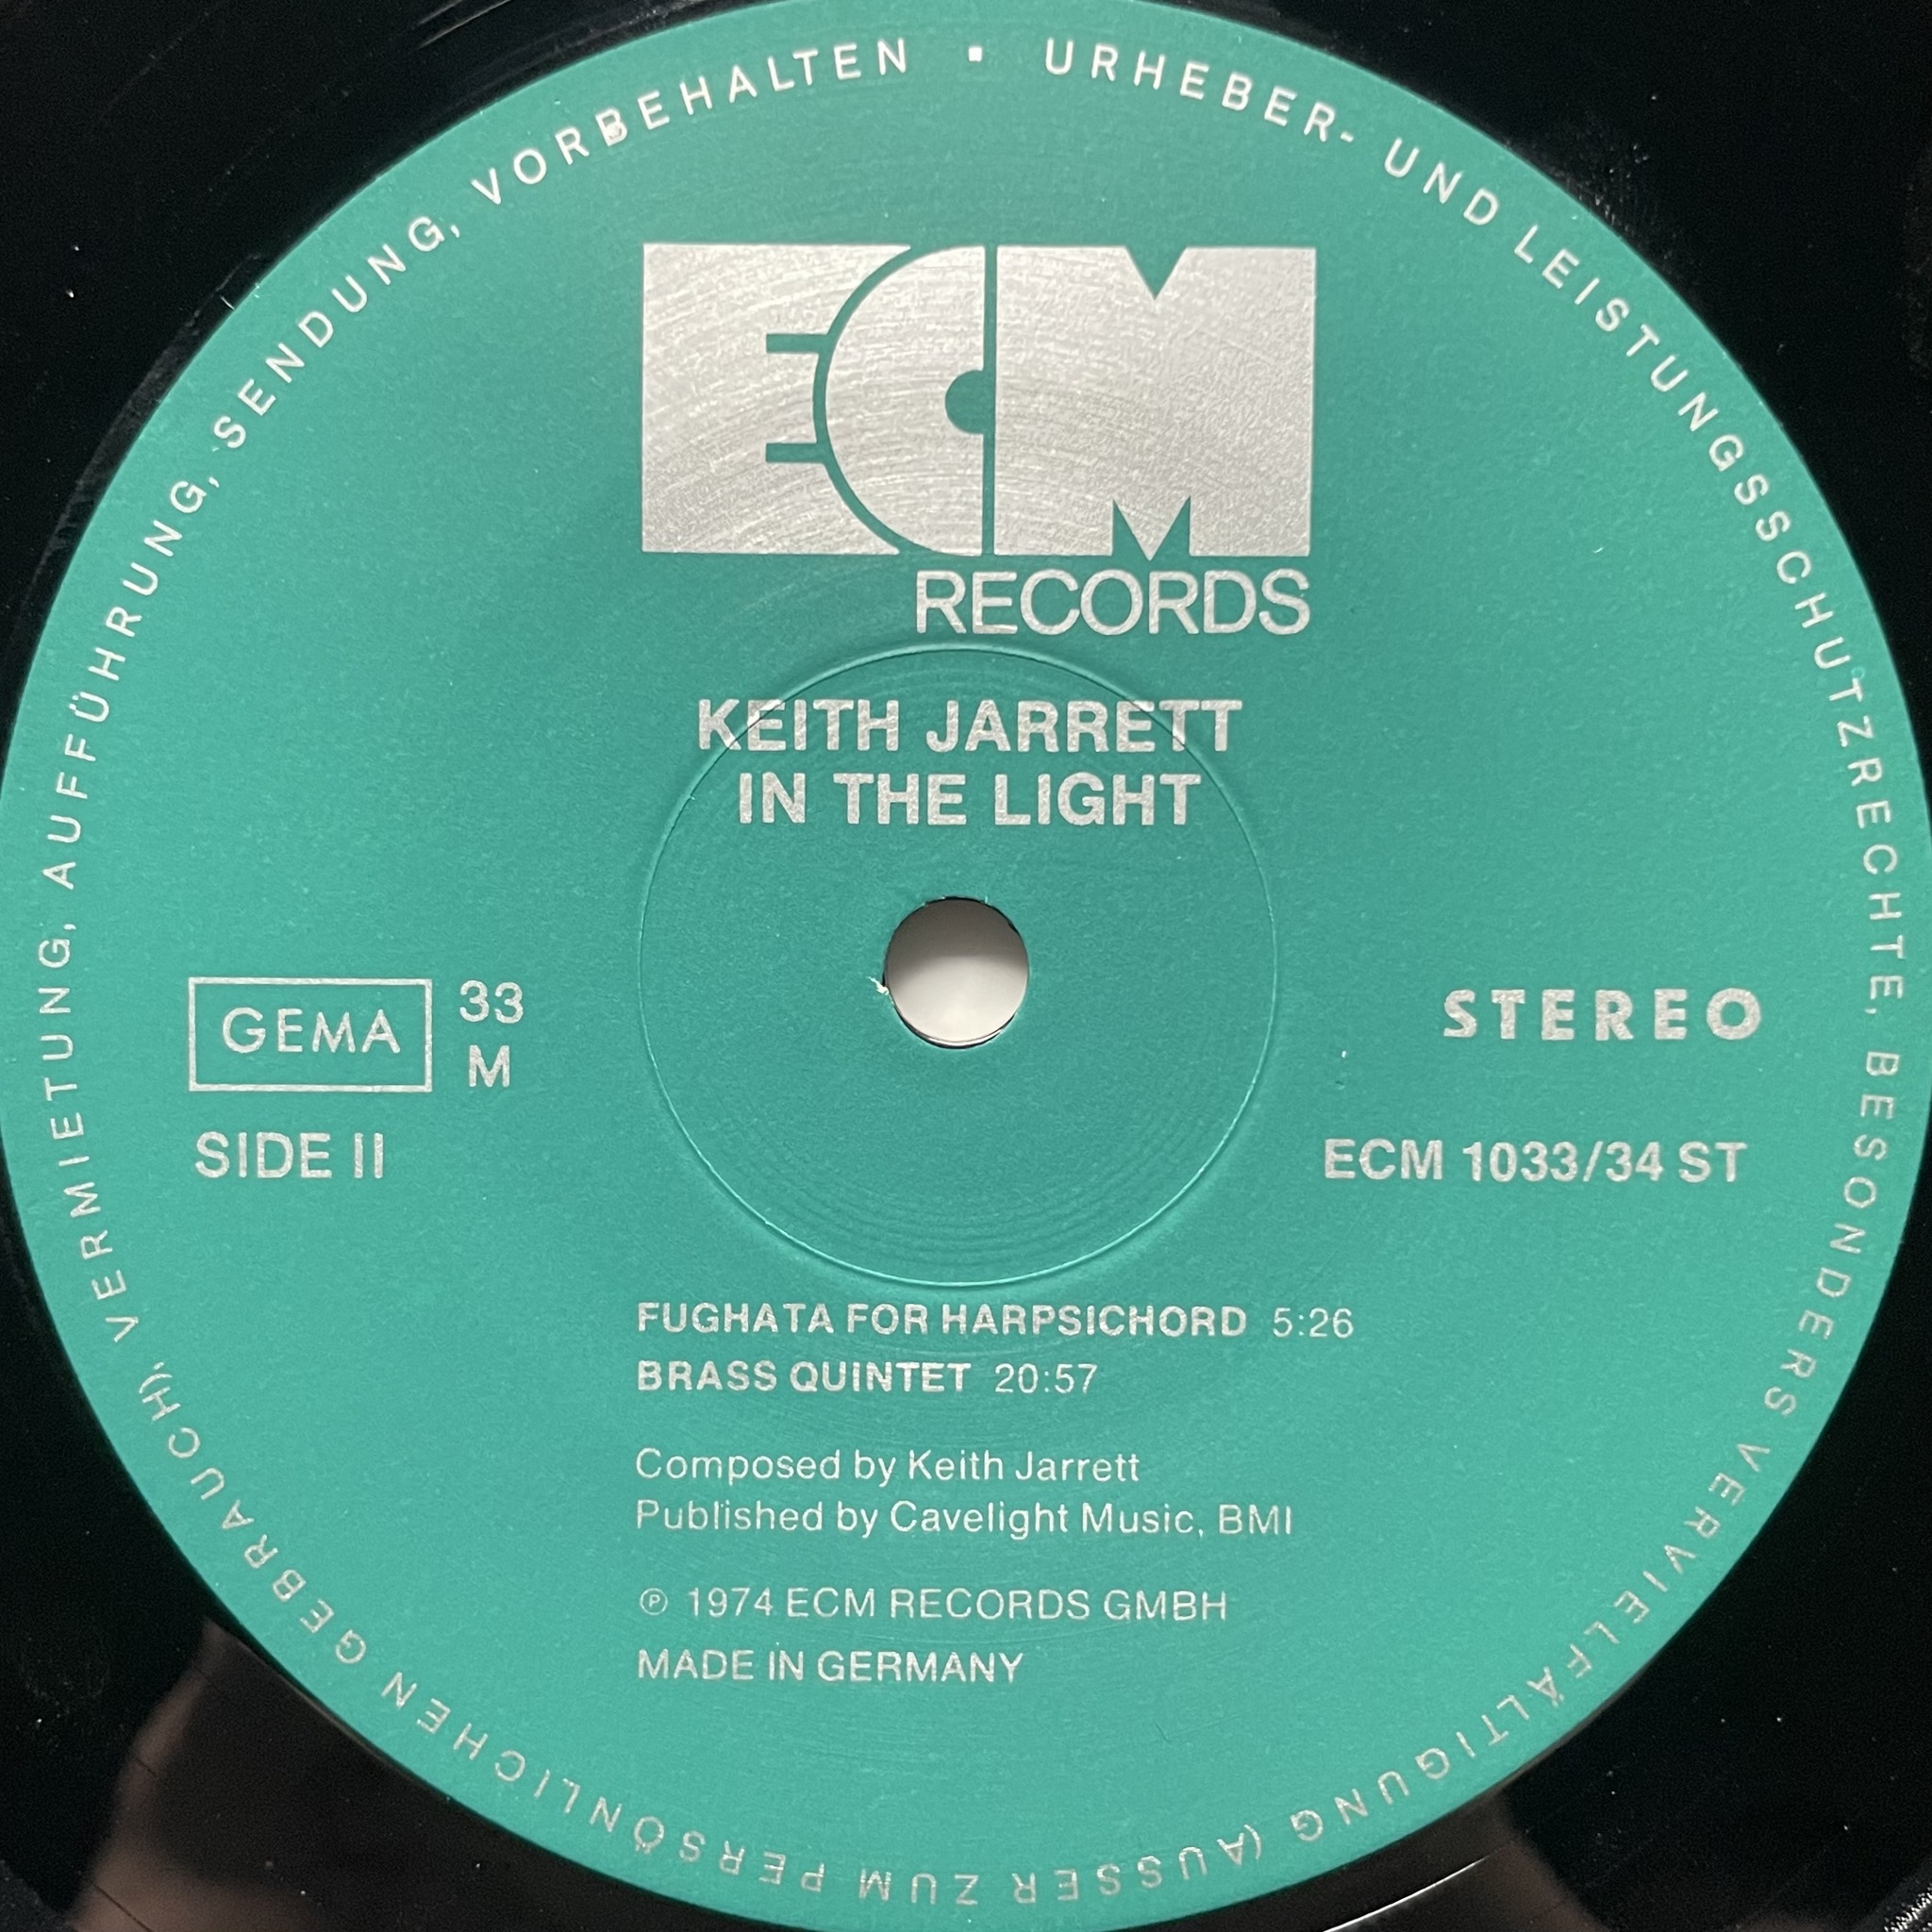 URHEBER- UND LEISTUNGSSCHUTZRECHTE, BESONDERS VERVIELFÄLTIGUNG (AUSSER ZUM PERSÖNLICHEN GEBRAUCH), VERMIETUNG, AUFFÜHRUNG, SENDUNG, VORBEHALTEN ▪
ECM
RECORDS
KEITH JARRETT
IN THE LIGHT
GEMA
33
M
SIDE II
STEREO
ECM 1033/34 ST
FUGHATA FOR HARPSICHORD 5:26
BRASS QUINTET 20:57
Composed by Keith Jarrett
Published by Cavelight Music, BMI
℗ 1974 ECM RECORDS GMBH
MADE IN GERMANY